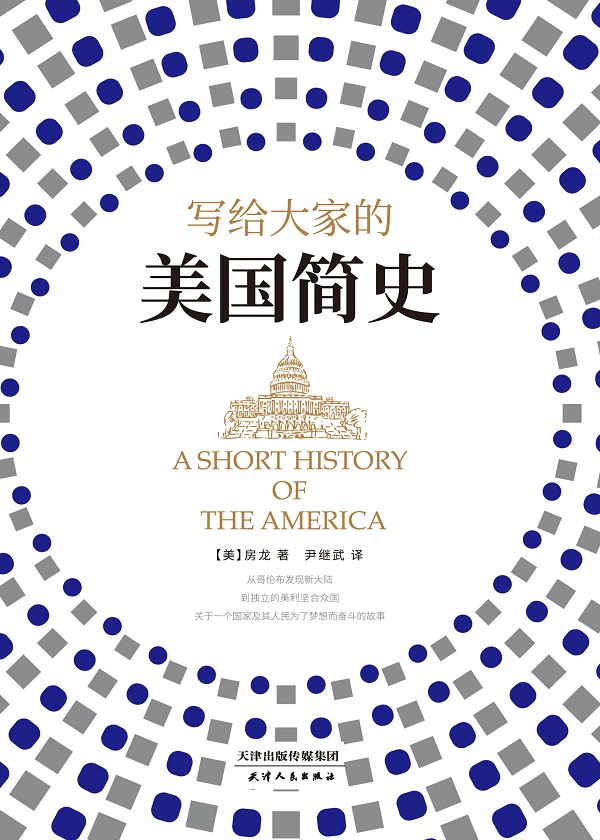 写给大家的
美国简史
A SHORT HISTORY
OF
THE AMERICA
【美】房龙 著 尹继武 译
从哥伦布发现新大陆
到独立的美利坚合众国
关于一个国家及其人民为了梦想而奋斗的故事
天津出版传媒集团
天津人民出版社